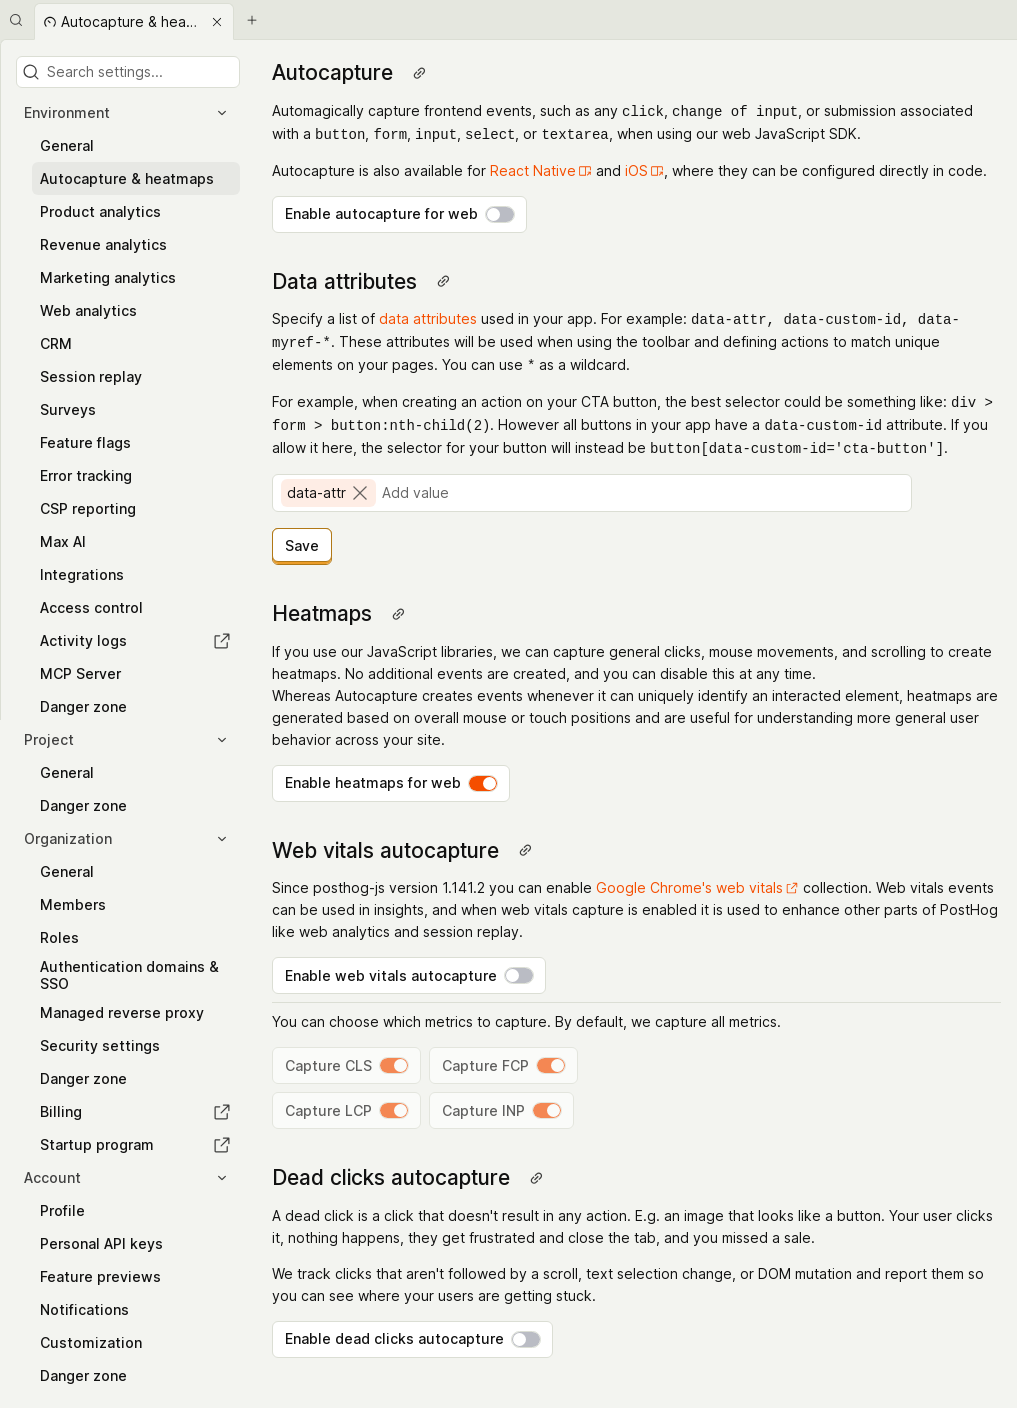 Autocapture & hea...
Search settings...
Environment
General
Autocapture & heatmaps
Product analytics
Revenue analytics
Marketing analytics
Web analytics
CRM
Session replay
Surveys
Feature flags
Error tracking
CSP reporting
Max AI
Integrations
Access control
Activity logs
MCP Server
Danger zone
Project
General
Danger zone
Organization
General
Members
Roles
Authentication domains &
SSO
Managed reverse proxy
Security settings
Danger zone
Billing
Startup program
Account
Profile
Personal API keys
Feature previews
Notifications
Customization
Danger zone
Autocapture
Automagically capture frontend events, such as any click, change of input, or submission associated
with a button, form, input, select, or textarea, when using our web JavaScript SDK.
Autocapture is also available for React Native and iOS, where they can be configured directly in code.
Enable autocapture for web
Data attributes
Specify a list of data attributes used in your app. For example: data-attr, data-custom-id, data-
myref-*. These attributes will be used when using the toolbar and defining actions to match unique
elements on your pages. You can use * as a wildcard.
For example, when creating an action on your CTA button, the best selector could be something like: div >
form > button:nth-child(2). However all buttons in your app have a data-custom-id attribute. If you
allow it here, the selector for your button will instead be button[data-custom-id='cta-button'].
data-attr Add value
Save
Heatmaps
If you use our JavaScript libraries, we can capture general clicks, mouse movements, and scrolling to create
heatmaps. No additional events are created, and you can disable this at any time.
Whereas Autocapture creates events whenever it can uniquely identify an interacted element, heatmaps are
generated based on overall mouse or touch positions and are useful for understanding more general user
behavior across your site.
Enable heatmaps for web
Web vitals autocapture
Since posthog-js version 1.141.2 you can enable Google Chrome's web vitals collection. Web vitals events
can be used in insights, and when web vitals capture is enabled it is used to enhance other parts of PostHog
like web analytics and session replay.
Enable web vitals autocapture
You can choose which metrics to capture. By default, we capture all metrics.
Capture CLS Capture FCP
Capture LCP Capture INP
Dead clicks autocapture
A dead click is a click that doesn't result in any action. E.g. an image that looks like a button. Your user clicks
it, nothing happens, they get frustrated and close the tab, and you missed a sale.
We track clicks that aren't followed by a scroll, text selection change, or DOM mutation and report them so
you can see where your users are getting stuck.
Enable dead clicks autocapture